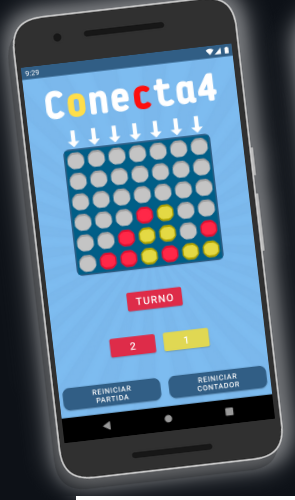 9:29
Conecta4
TURNO
2
1
REINICIAR
PARTIDA
REINICIAR
CONTADOR